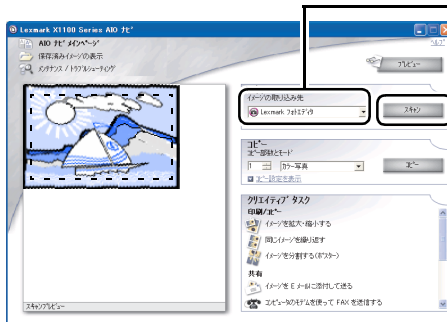 Lexmark X1100 Series AIO ナビ
AIO ナビ メインページ
保存済みイメージの表示
メンテナンス / トラブルシューティング
ヘルプ
プレビュー
イメージの取り込み先
Lexmark フォトエディタ
スキャン
コピー
コピー部数とモード
1
カラー写真
コピー
コピー設定を表示
クリエイティブ タスク
印刷/コピー
イメージを拡大・縮小する
同じイメージを繰り返す
イメージを分割する(ポスター)
共有
イメージを E メールに添付して送る
コンピュータのモデムを使って FAX を送信する
スキャン/プレビュー